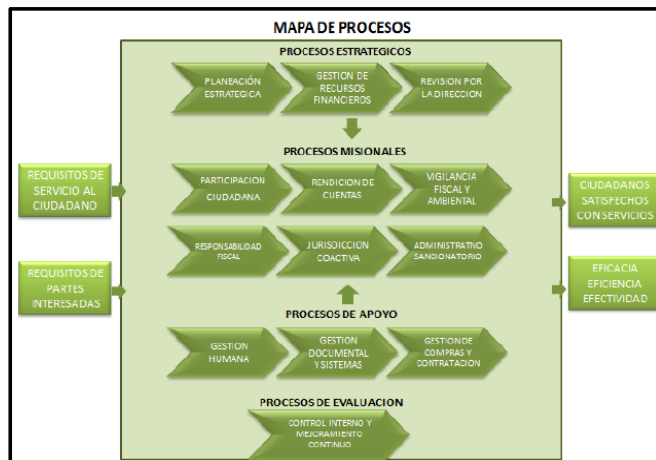 MAPA DE PROCESOS
PROCESOS ESTRATEGICOS
PLANEACIÓN
ESTRATEGICA
GESTION DE
RECURSOS
FINANCIEROS
REVISION POR
LA DIRECCION
PROCESOS MISIONALES
REQUISITOS DE
SERVICIO AL
CIUDADANO
PARTICIPACION
CIUDADANA
RENDICION DE
CUENTAS
VIGILANCIA
FISCAL Y
AMBIENTAL
CIUDADANOS
SATISFECHOS
CON SERVICIOS
REQUISITOS DE
PARTES
INTERESADAS
RESPONSABILIDAD
FISCAL
JURISDICCION
COACTIVA
ADMINISTRATIVO
SANCIONATORIO
EFICACIA
EFICIENCIA
EFECTIVIDAD
PROCESOS DE APOYO
GESTION
HUMANA
GESTION
DOCUMENTAL
Y SISTEMAS
GESTION DE
COMPRAS Y
CONTRATACION
PROCESOS DE EVALUACION
CONTROL INTERNO Y
MEJORAMIENTO
CONTINUO